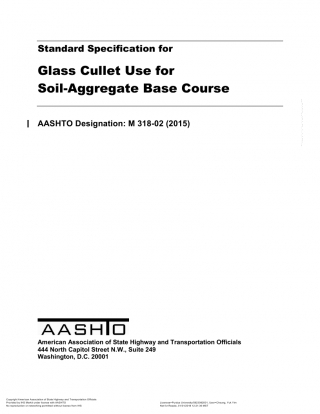 Standard Specification for
Glass Cullet Use for
Soil-Aggregate Base Course
AASHTO Designation: M 318-02 (2015)
AASHTO
American Association of State Highway and Transportation Officials
444 North Capitol Street N.W., Suite 249
Washington, D.C. 20001